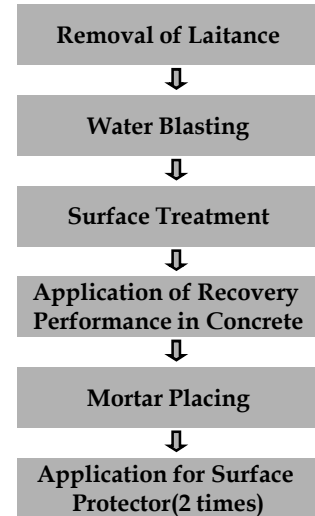 Removal of Laitance
Water Blasting
Surface Treatment
Application of Recovery
Performance in Concrete
Mortar Placing
Application for Surface
Protector(2 times)